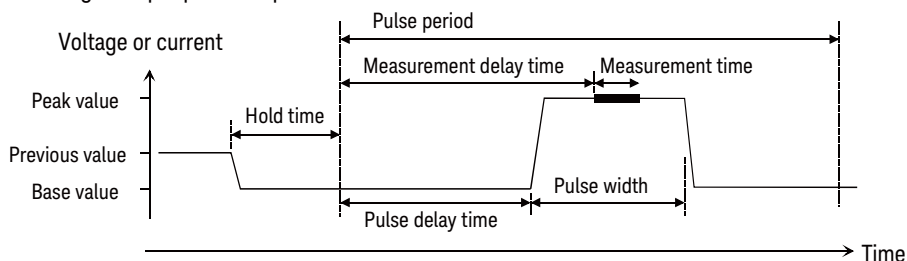 Pulse period
Voltage or current
Measurement delay time
Measurement time
Peak value
Hold time
Previous value
Base value
Pulse width
Pulse delay time
Time